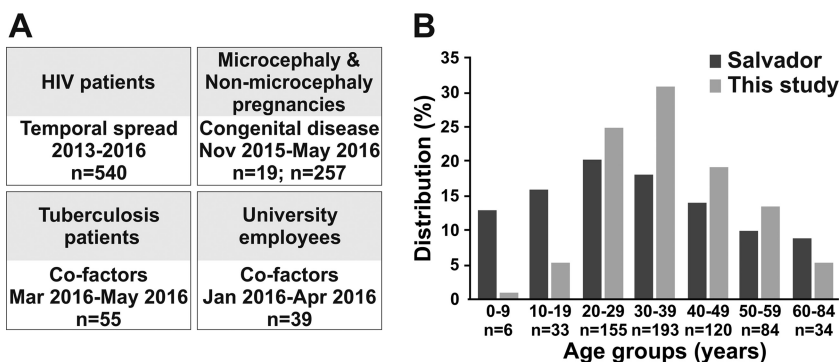 A
HIV patients
Temporal spread
2013-2016
n=540
Microcephaly &
Non-microcephaly
pregnancies
Congenital disease
Nov 2015-May 2016
n=19; n=257
Tuberculosis
patients
Co-factors
Mar 2016-May 2016
n=55
University
employees
Co-factors
Jan 2016-Apr 2016
n=39
B
Salvador
This study
Distribution (%)
35
30
25
20
15
10
5
0
0-9 10-19 20-29 30-39 40-49 50-59 60-84
n=6 n=33 n=155 n=193 n=120 n=84 n=34
Age groups (years)